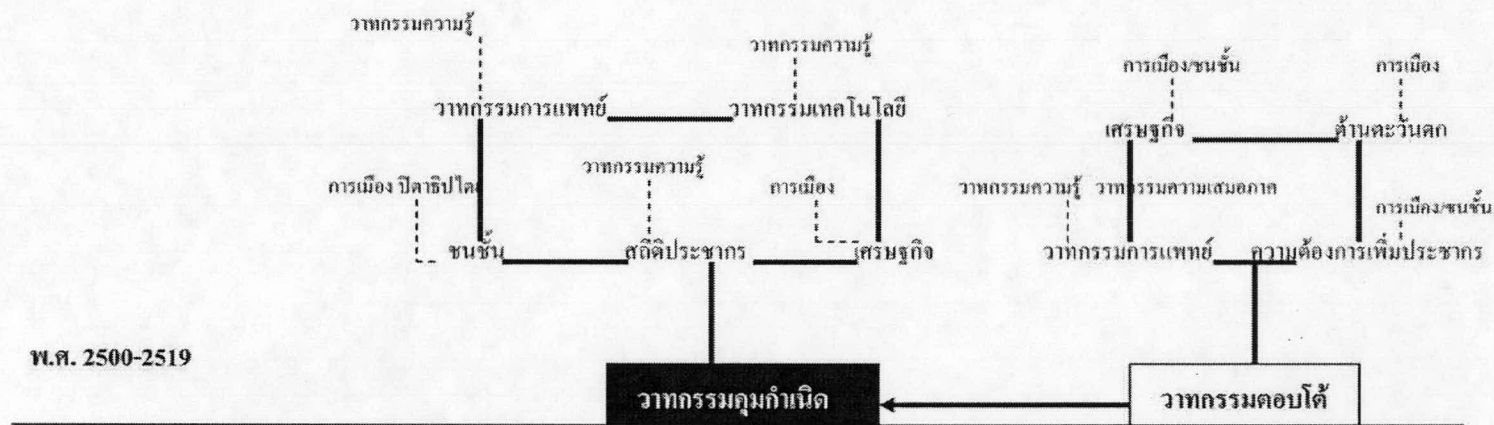 วาทกรรมความรู้
วาทกรรมความรู้
การเมือง/ชนชั้น
การเมือง
วาทกรรมการแพทย์
วาทกรรมเทคโนโลยี
เศรษฐกิจ
ต้านตะวันตก
วาทกรรมความรู้
การเมือง ปิตาธิปไตย
การเมือง
วาทกรรมความรู้
วาทกรรมความเสมอภาค
การเมือง/ชนชั้น
ชนชั้น
สถิติประชากร
เศรษฐกิจ
วาทกรรมการแพทย์
ความต้องการเพิ่มประชากร
พ.ศ. 2500-2519
วาทกรรมคุมกำเนิด
วาทกรรมตอบโต้